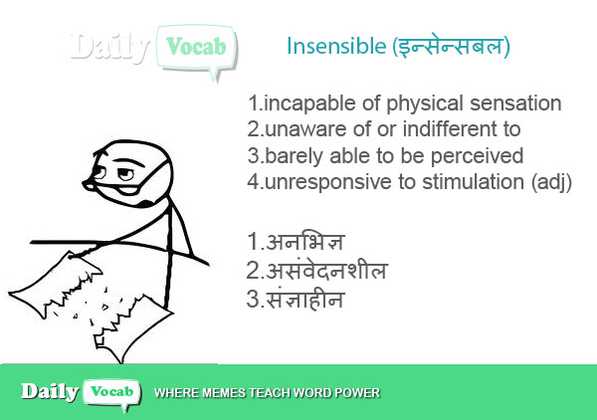 Daily Vocab
Insensible (इन्सेन्सबल)
1.incapable of physical sensation
2.unaware of or indifferent to
3.barely able to be perceived
4.unresponsive to stimulation (adj)
1.अनभिज्ञ
2.असंवेदनशील
3.संज्ञाहीन
Daily Vocab WHERE MEMES TEACH WORD POWER